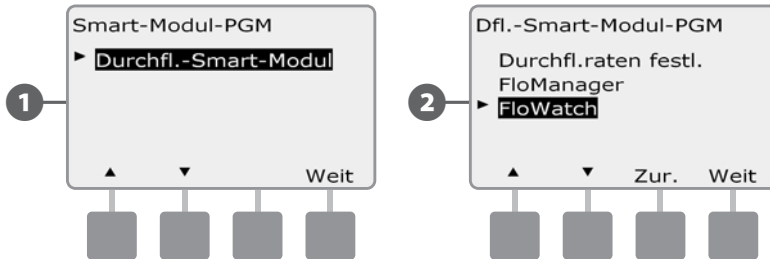 Smart-Modul-PGM
► Durchfl.-Smart-Modul
1
▲ ▼ Weit
Dfl.-Smart-Modul-PGM
Durchfl.raten festl.
FloManager
2
► FloWatch
▲ ▼ Zur. Weit